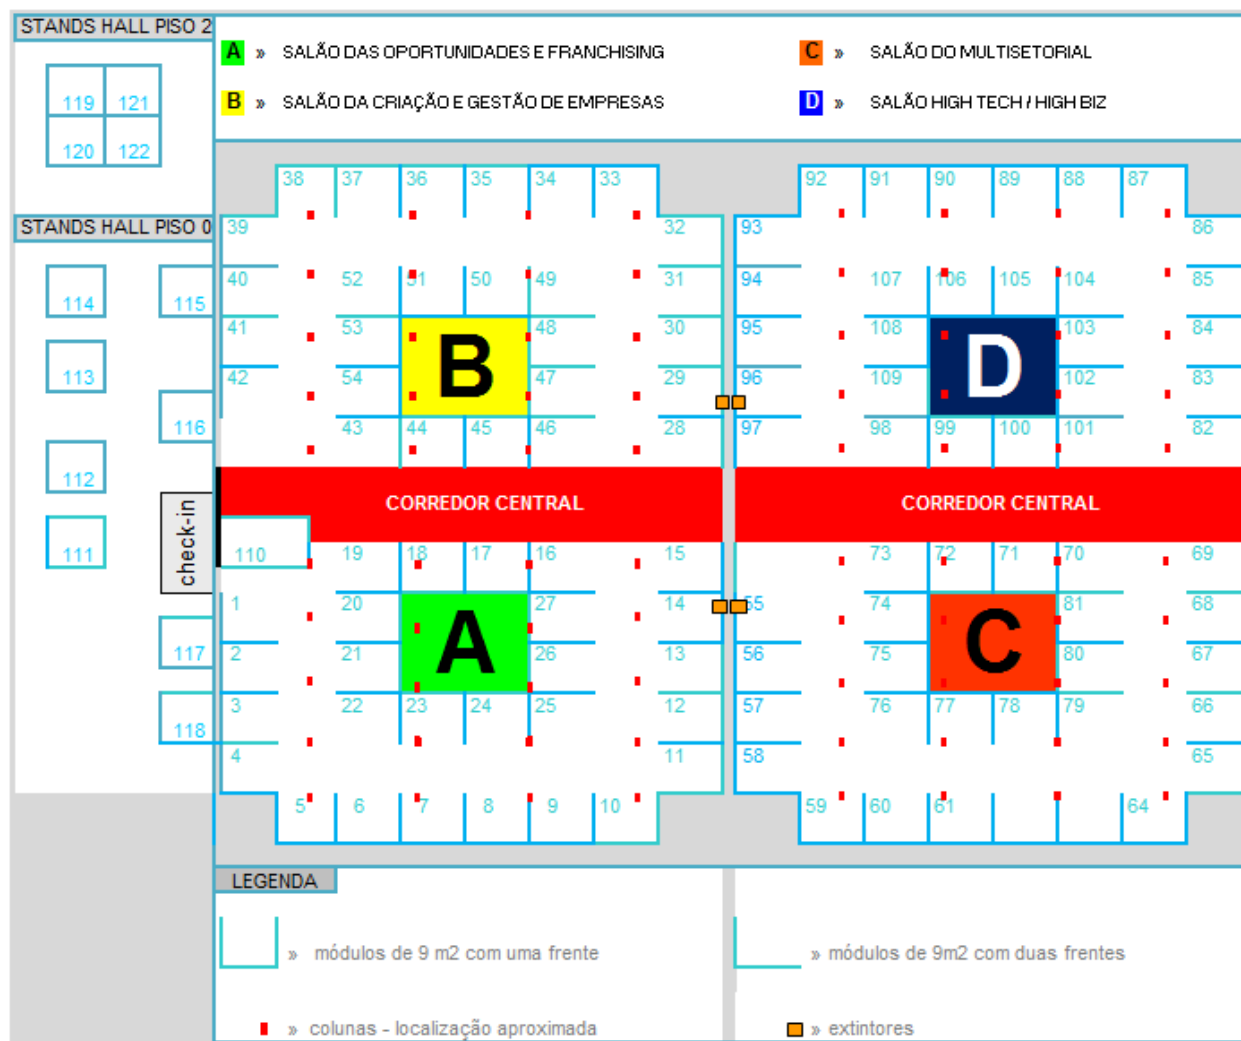 STANDS HALL PISO 2
A » SALÃO DAS OPORTUNIDADES E FRANCHISING
C » SALÃO DO MULTISETORIAL
B » SALÃO DA CRIAÇÃO E GESTÃO DE EMPRESAS
D » SALÃO HIGH TECH / HIGH BIZ
119 121
120 122
38 37 36 35 34 33
92 91 90 89 88 87
STANDS HALL PISO 0
39 32 93 86
40 52 51 50 49 31 94 107 106 105 104 85
114 115
41 53 48 30 95 108 103 84
B D
113
42 54 47 29 96 109 102 83
116
43 44 45 46 28 97 98 99 100 101 82
112
CORREDOR CENTRAL CORREDOR CENTRAL
check-in
111
110 19 18 17 16 15 73 72 71 70 69
1 20 27 14 55 74 81 68
A C
117
2 21 26 13 56 75 80 67
3 22 23 24 25 12 57 76 77 78 79 66
118
4 11 58 65
5 6 7 8 9 10 59 60 61 64
LEGENDA
» módulos de 9 m2 com uma frente
» módulos de 9m2 com duas frentes
» colunas - localização aproximada
» extintores